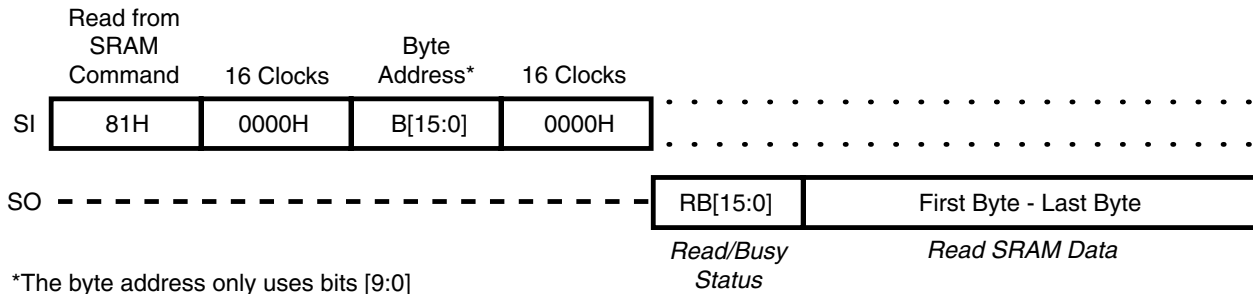 Read from
SRAM
Command
16 Clocks
Byte
Address*
16 Clocks
SI
81H
0000H
B[15:0]
0000H
SO
RB[15:0]
First Byte - Last Byte
Read/Busy
Status
Read SRAM Data
*The byte address only uses bits [9:0]